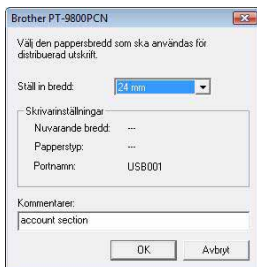 Brother PT-9800PCN
Välj den pappersbredd som ska användas för
distribuerad utskrift.
Ställ in bredd: 24 mm
Skrivarinställningar
Nuvarande bredd: ---
Papperstyp: ---
Portnamn: USB001
Kommentarer:
account section
OK Avbryt